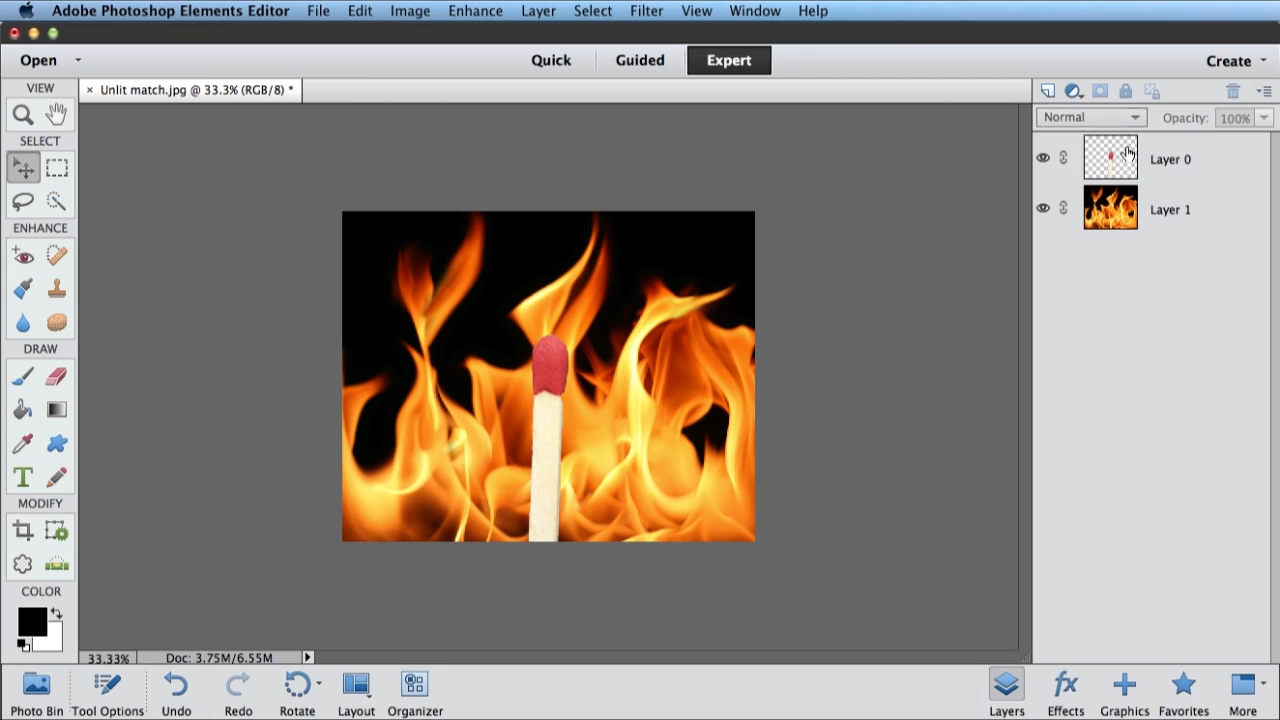 Adobe Photoshop Elements Editor File Edit Image Enhance Layer Select Filter View Window Help
Open Quick Guided Expert Create
VIEW
× Unlit match.jpg @ 33.3% (RGB/8) *
Normal Opacity: 100%
SELECT
Layer 0
Layer 1
ENHANCE
DRAW
T
MODIFY
COLOR
33.33% Doc: 3.75M/6.55M
fx
Photo Bin Tool Options Undo Redo Rotate Layout Organizer Layers Effects Graphics Favorites More